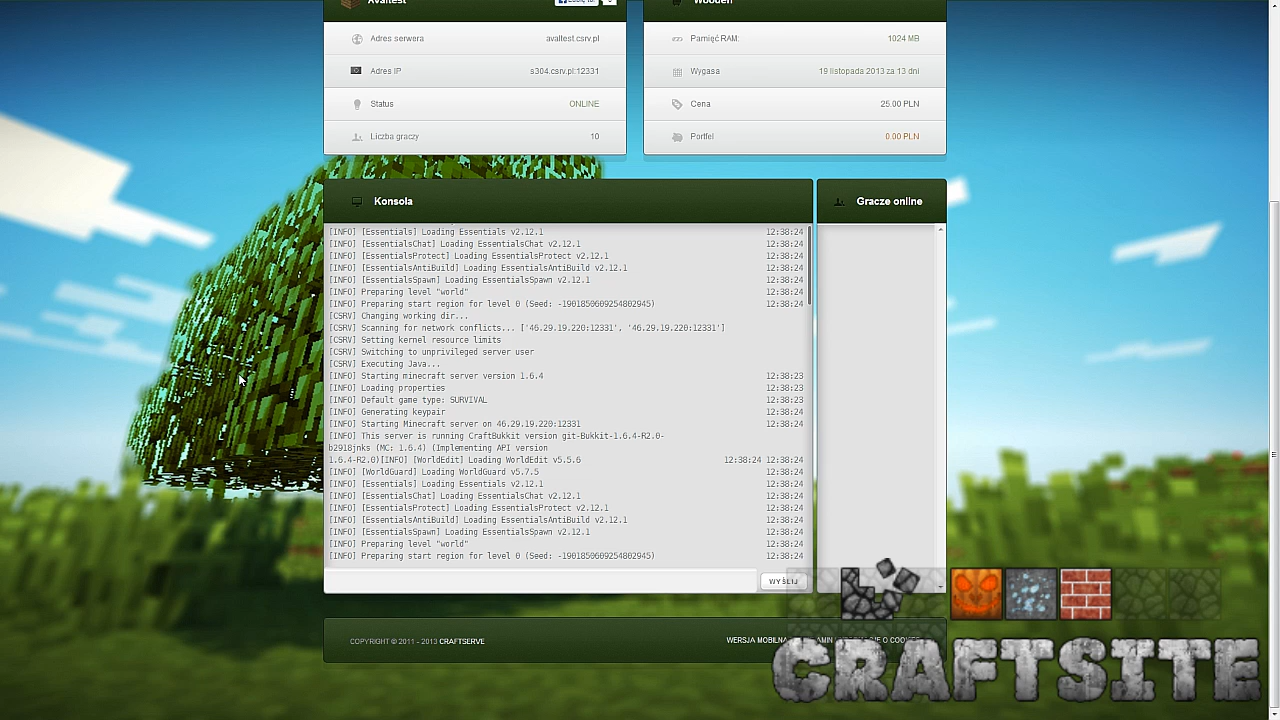 Avaltest
Wooden
Adres serwera avaltest.csrv.pl
Adres IP s304.csrv.pl:12331
Status ONLINE
Liczba graczy 10
Pamięć RAM: 1024 MB
Wygasa 19 listopada 2013 za 13 dni
Cena 25.00 PLN
Portfel 0.00 PLN
Konsola
[INFO] [Essentials] Loading Essentials v2.12.1 12:38:24
[INFO] [EssentialsChat] Loading EssentialsChat v2.12.1 12:38:24
[INFO] [EssentialsProtect] Loading EssentialsProtect v2.12.1 12:38:24
[INFO] [EssentialsAntiBuild] Loading EssentialsAntiBuild v2.12.1 12:38:24
[INFO] [EssentialsSpawn] Loading EssentialsSpawn v2.12.1 12:38:24
[INFO] Preparing level "world" 12:38:24
[INFO] Preparing start region for level 0 (Seed: -1901850609254802945) 12:38:24
[CSRV] Changing working dir...
[CSRV] Scanning for network conflicts... ['46.29.19.220:12331', '46.29.19.220:12331']
[CSRV] Setting kernel resource limits
[CSRV] Switching to unprivileged server user
[CSRV] Executing Java...
[INFO] Starting minecraft server version 1.6.4 12:38:23
[INFO] Loading properties 12:38:23
[INFO] Default game type: SURVIVAL 12:38:23
[INFO] Generating keypair 12:38:24
[INFO] Starting Minecraft server on 46.29.19.220:12331 12:38:24
[INFO] This server is running CraftBukkit version git-Bukkit-1.6.4-R2.0-
b2918jnks (MC: 1.6.4) (Implementing API version
1.6.4-R2.0)[INFO] [WorldEdit] Loading WorldEdit v5.5.6 12:38:24 12:38:24
[INFO] [WorldGuard] Loading WorldGuard v5.7.5 12:38:24
[INFO] [Essentials] Loading Essentials v2.12.1 12:38:24
[INFO] [EssentialsChat] Loading EssentialsChat v2.12.1 12:38:24
[INFO] [EssentialsProtect] Loading EssentialsProtect v2.12.1 12:38:24
[INFO] [EssentialsAntiBuild] Loading EssentialsAntiBuild v2.12.1 12:38:24
[INFO] [EssentialsSpawn] Loading EssentialsSpawn v2.12.1 12:38:24
[INFO] Preparing level "world" 12:38:24
[INFO] Preparing start region for level 0 (Seed: -1901850609254802945) 12:38:24
WYŚLIJ
Gracze online
COPYRIGHT © 2011 - 2013 CRAFTSERVE
WERSJA MOBILNA
CRAFTSITE